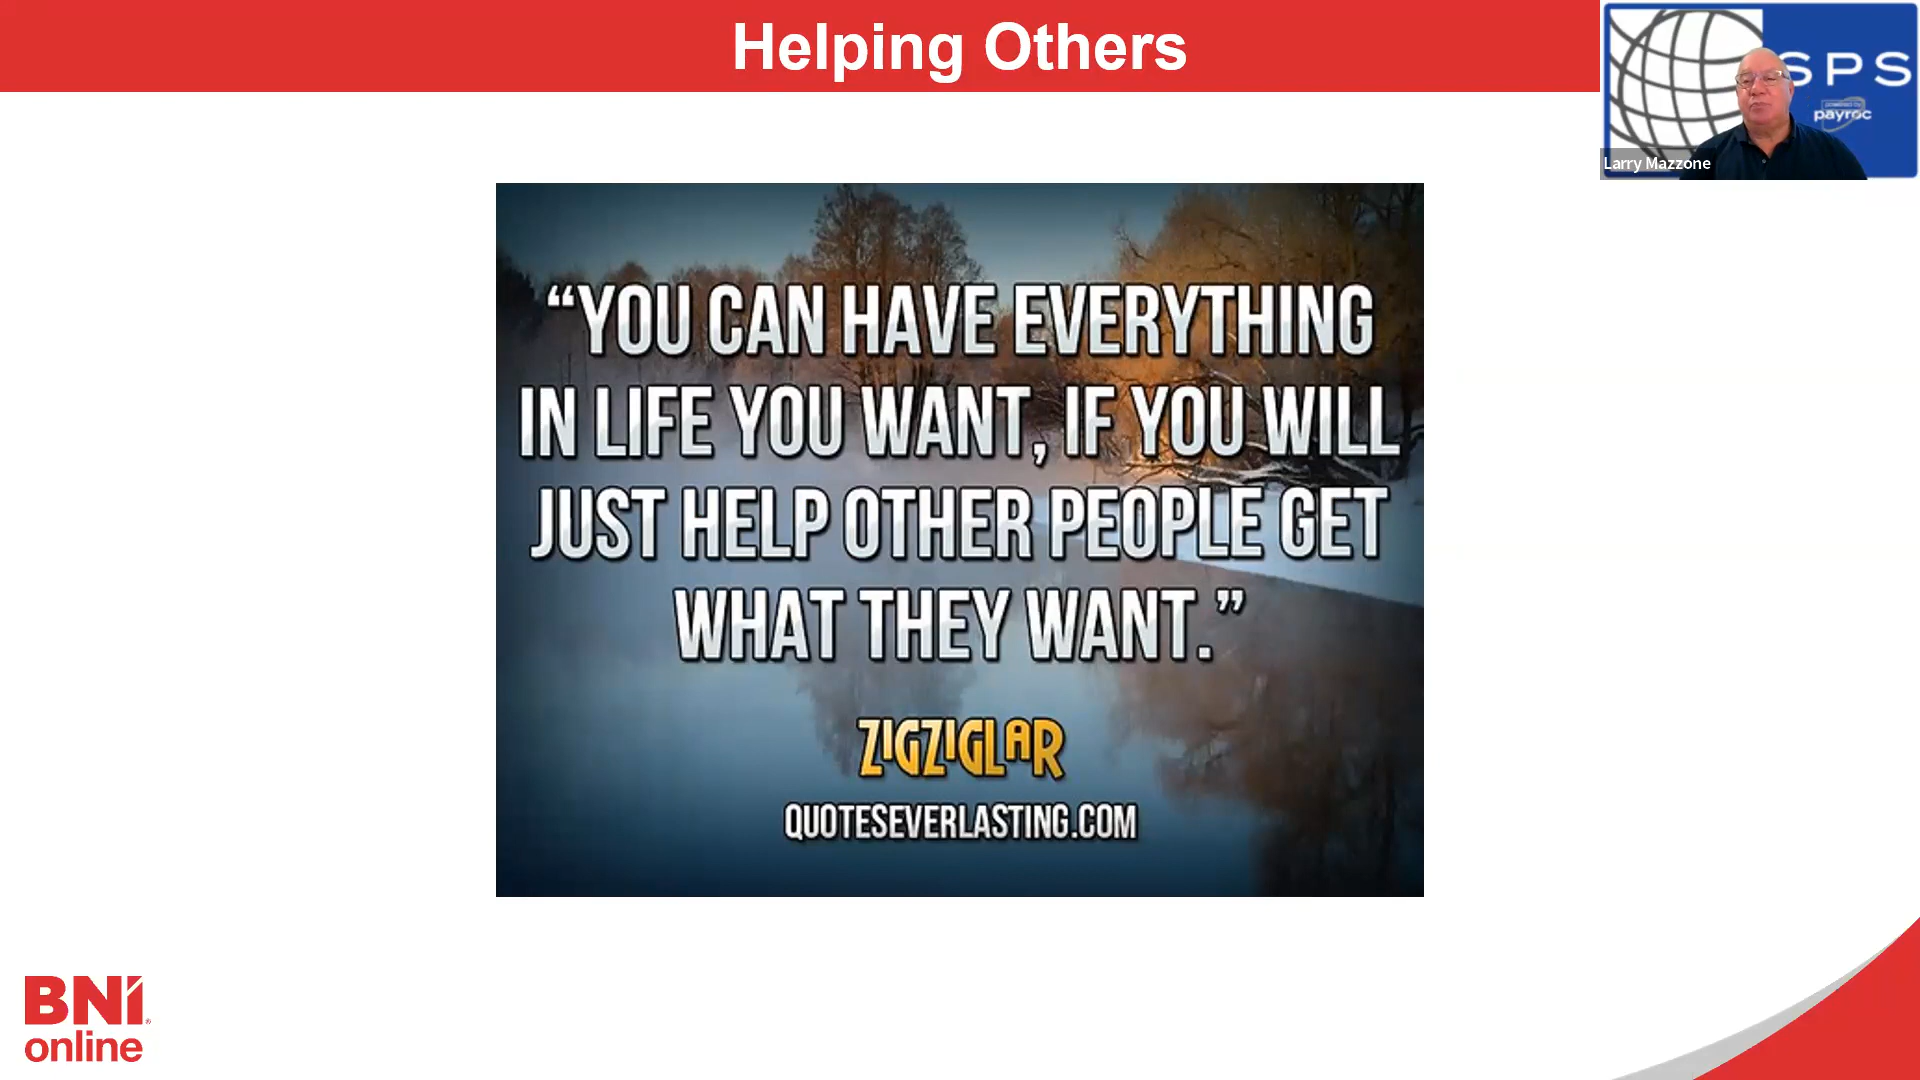 Helping Others
SPS
payroc
Larry Mazzone
“YOU CAN HAVE EVERYTHING
IN LIFE YOU WANT, IF YOU WILL
JUST HELP OTHER PEOPLE GET
WHAT THEY WANT.”
ZIGZIGLAR
QUOTESEVERLASTING.COM
BNI®
online